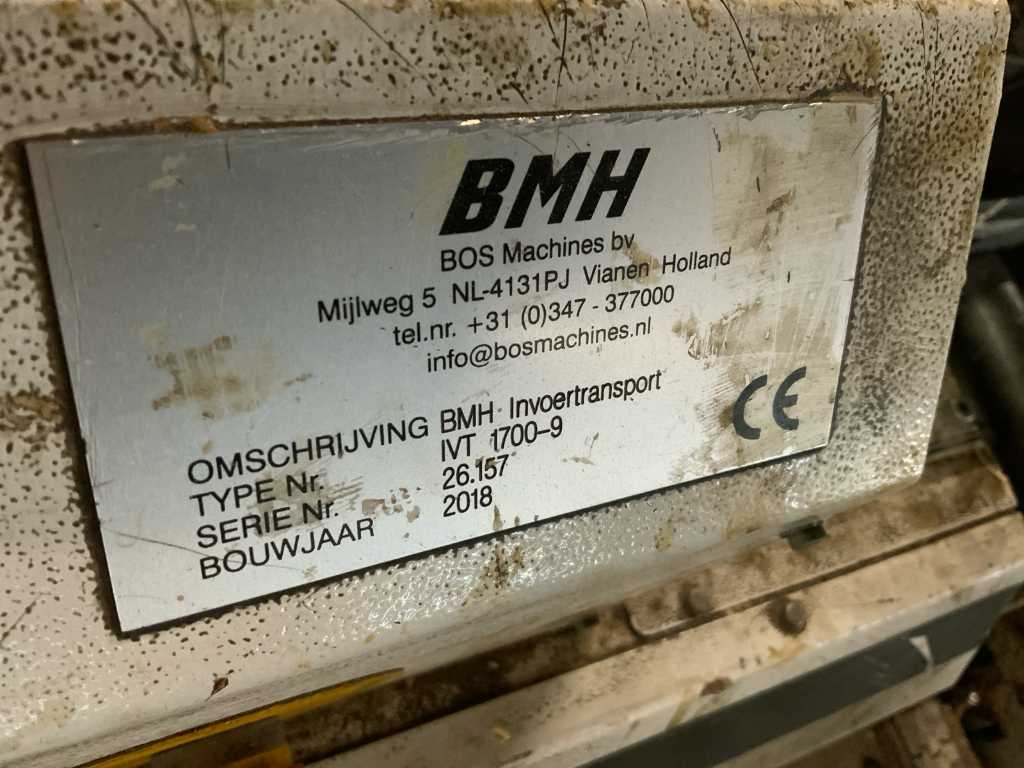 BMH
BOS Machines bv
Mijlweg 5 NL-4131PJ Vianen Holland
tel.nr. +31 (0)347 - 377000
info@bosmachines.nl
OMSCHRIJVING BMH Invoertransport
TYPE Nr. IVT 1700-9
SERIE Nr. 26.157
BOUWJAAR 2018
CE